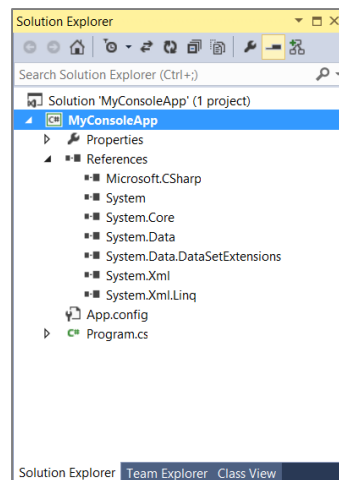 Solution Explorer
Search Solution Explorer (Ctrl+;)
Solution 'MyConsoleApp' (1 project)
C# MyConsoleApp
Properties
References
Microsoft.CSharp
System
System.Core
System.Data
System.Data.DataSetExtensions
System.Xml
System.Xml.Linq
App.config
C# Program.cs
Solution Explorer Team Explorer Class View